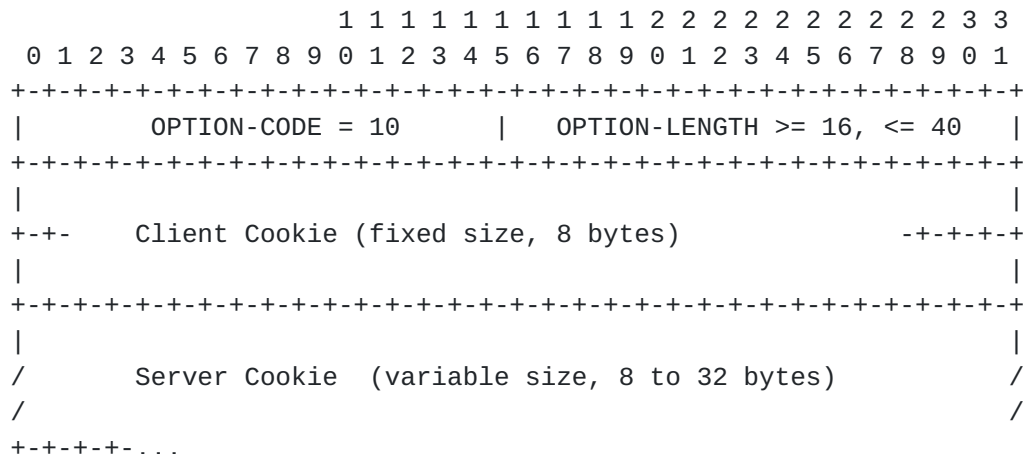 1 1 1 1 1 1 1 1 1 1 2 2 2 2 2 2 2 2 2 2 3 3
0 1 2 3 4 5 6 7 8 9 0 1 2 3 4 5 6 7 8 9 0 1 2 3 4 5 6 7 8 9 0 1
+-+-+-+-+-+-+-+-+-+-+-+-+-+-+-+-+-+-+-+-+-+-+-+-+-+-+-+-+-+-+-+-+
|        OPTION-CODE = 10      |   OPTION-LENGTH >= 16, <= 40   |
+-+-+-+-+-+-+-+-+-+-+-+-+-+-+-+-+-+-+-+-+-+-+-+-+-+-+-+-+-+-+-+-+
|                                                               |
+-+-    Client Cookie (fixed size, 8 bytes)              -+-+-+-+
|                                                               |
+-+-+-+-+-+-+-+-+-+-+-+-+-+-+-+-+-+-+-+-+-+-+-+-+-+-+-+-+-+-+-+-+
|                                                               |
/       Server Cookie  (variable size, 8 to 32 bytes)           /
/                                                               /
+-+-+-+-...